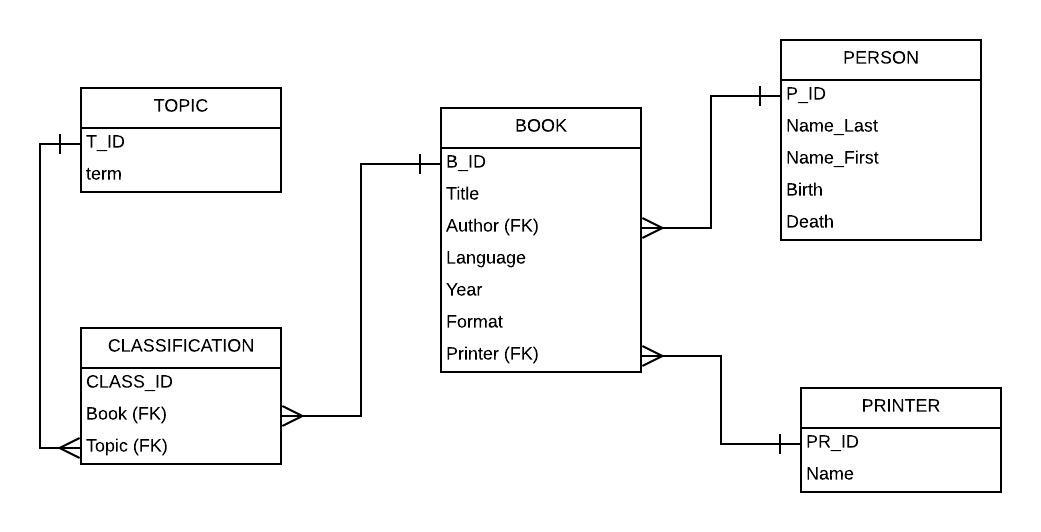 TOPIC
T_ID
term
CLASSIFICATION
CLASS_ID
Book (FK)
Topic (FK)
BOOK
B_ID
Title
Author (FK)
Language
Year
Format
Printer (FK)
PERSON
P_ID
Name_Last
Name_First
Birth
Death
PRINTER
PR_ID
Name